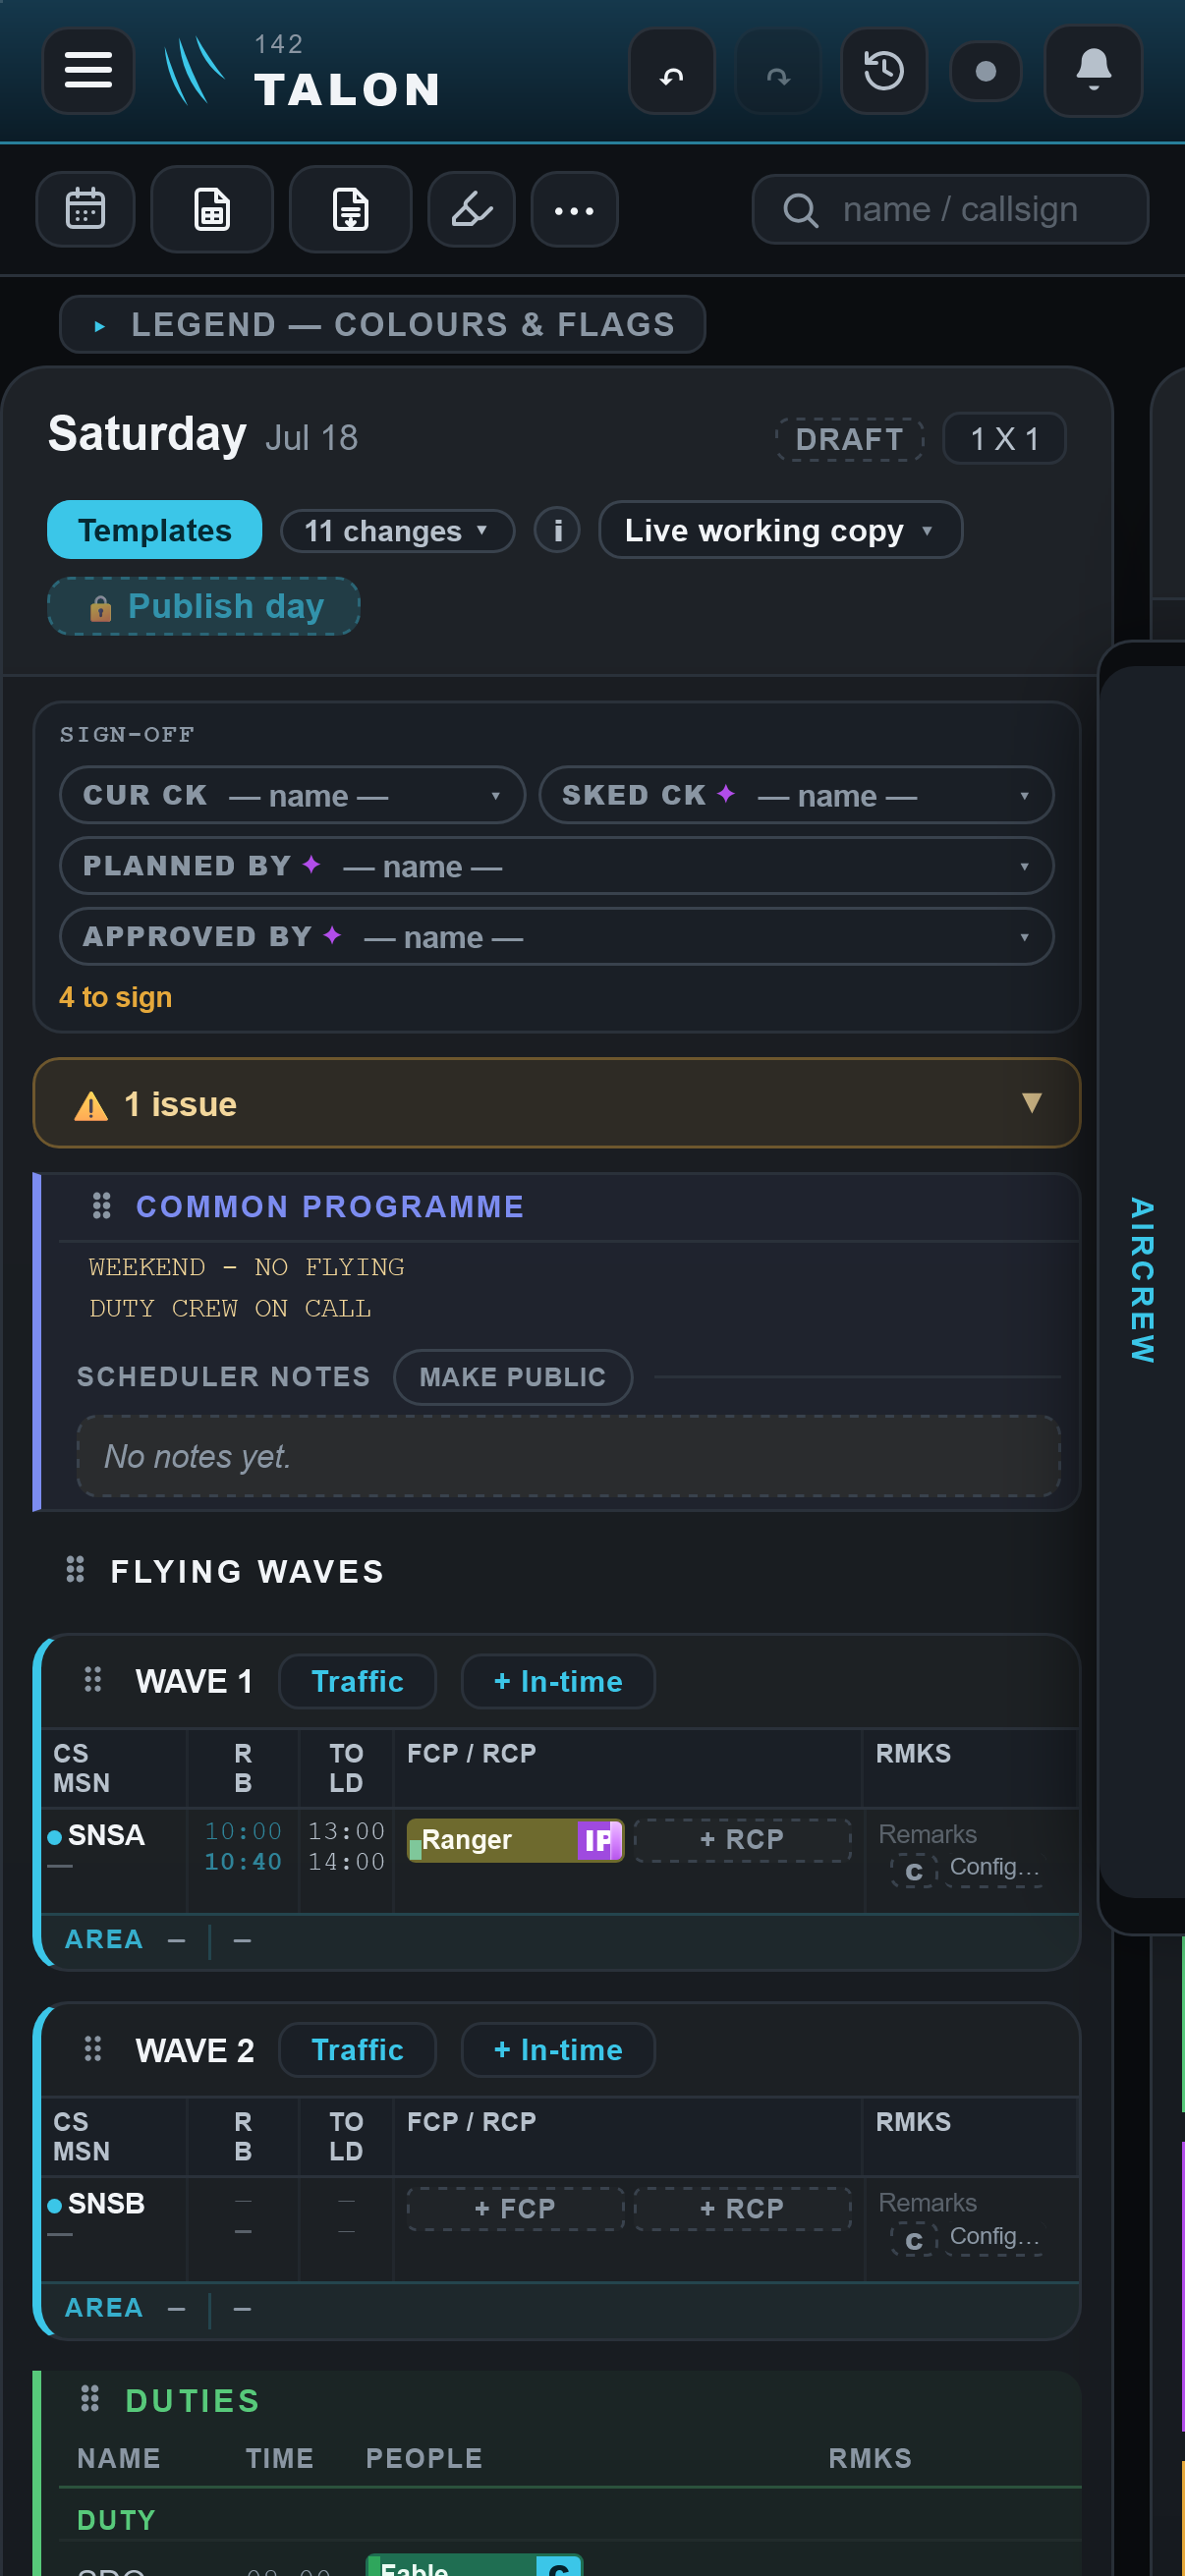 142
TALON
name / callsign
▸ LEGEND — COLOURS & FLAGS
Saturday Jul 18 DRAFT 1 X 1
Templates 11 changes ▾ i Live working copy ▾
Publish day
SIGN-OFF
CUR CK — name — ▾ SKED CK ✦ — name — ▾
PLANNED BY ✦ — name — ▾
APPROVED BY ✦ — name — ▾
4 to sign
1 issue ▼
COMMON PROGRAMME
WEEKEND - NO FLYING
DUTY CREW ON CALL
AIRCREW
SCHEDULER NOTES MAKE PUBLIC
No notes yet.
FLYING WAVES
WAVE 1 Traffic + In-time
CS R TO FCP / RCP RMKS
MSN B LD
SNSA 10:00 13:00 Ranger IP + RCP Remarks
— 10:40 14:00 C Config…
AREA – | –
WAVE 2 Traffic + In-time
CS R TO FCP / RCP RMKS
MSN B LD
SNSB — — + FCP + RCP Remarks
— – — C Config…
AREA – | –
DUTIES
NAME TIME PEOPLE RMKS
DUTY
Fable C